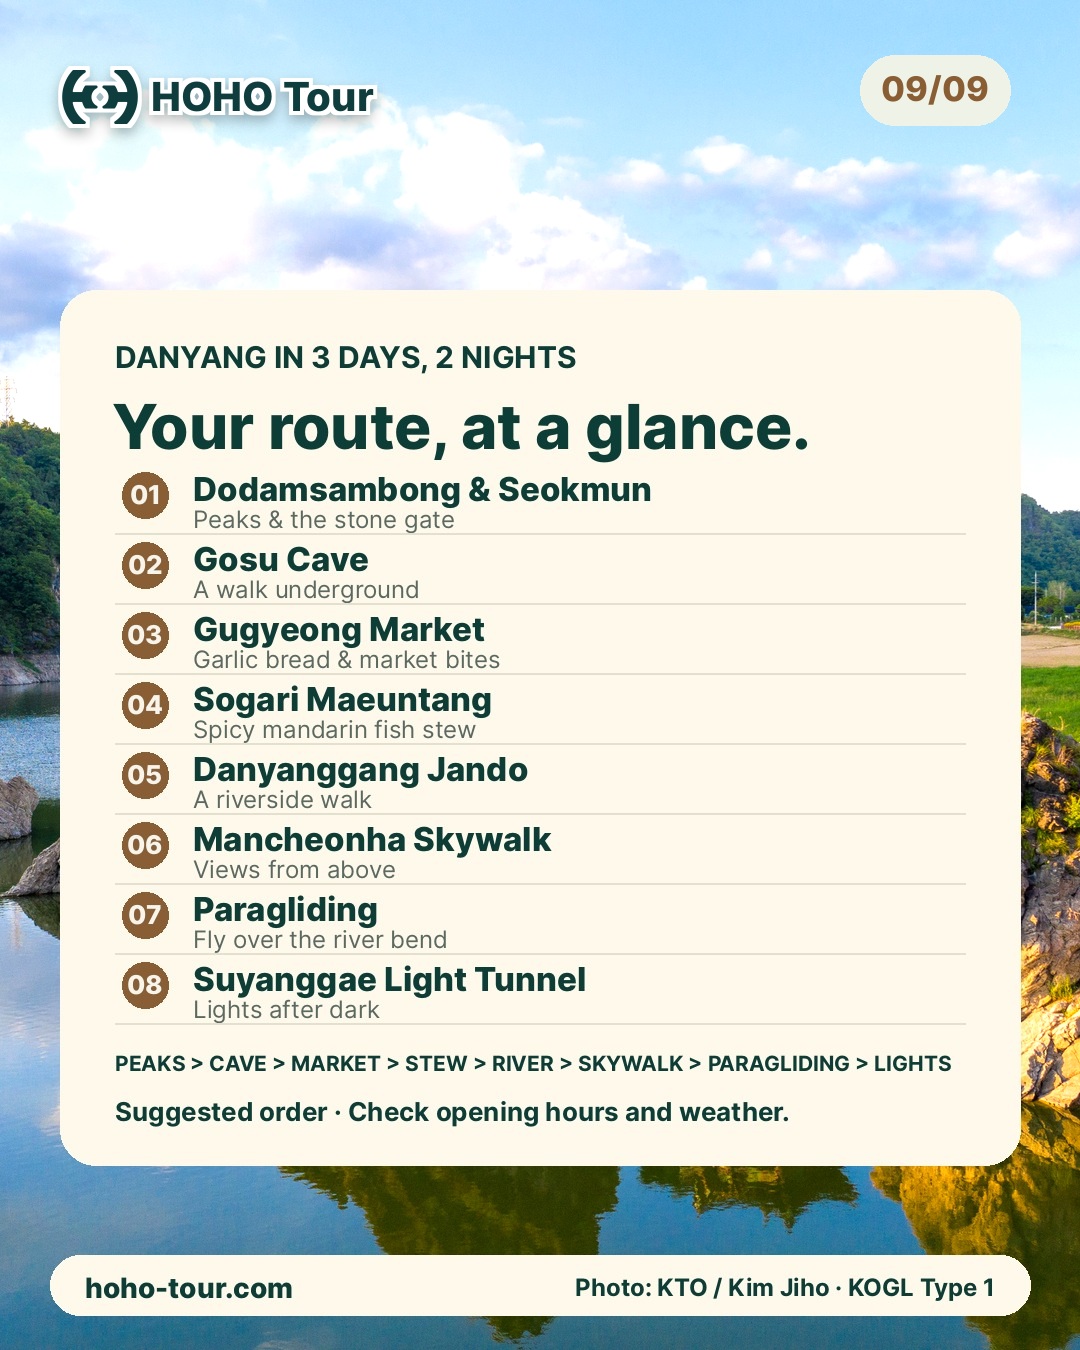 HOHO Tour
09/09
DANYANG IN 3 DAYS, 2 NIGHTS
Your route, at a glance.
01 Dodamsambong & Seokmun
Peaks & the stone gate
02 Gosu Cave
A walk underground
03 Gugyeong Market
Garlic bread & market bites
04 Sogari Maeuntang
Spicy mandarin fish stew
05 Danyanggang Jando
A riverside walk
06 Mancheonha Skywalk
Views from above
07 Paragliding
Fly over the river bend
08 Suyanggae Light Tunnel
Lights after dark
PEAKS > CAVE > MARKET > STEW > RIVER > SKYWALK > PARAGLIDING > LIGHTS
Suggested order · Check opening hours and weather.
hoho-tour.com
Photo: KTO / Kim Jiho · KOGL Type 1